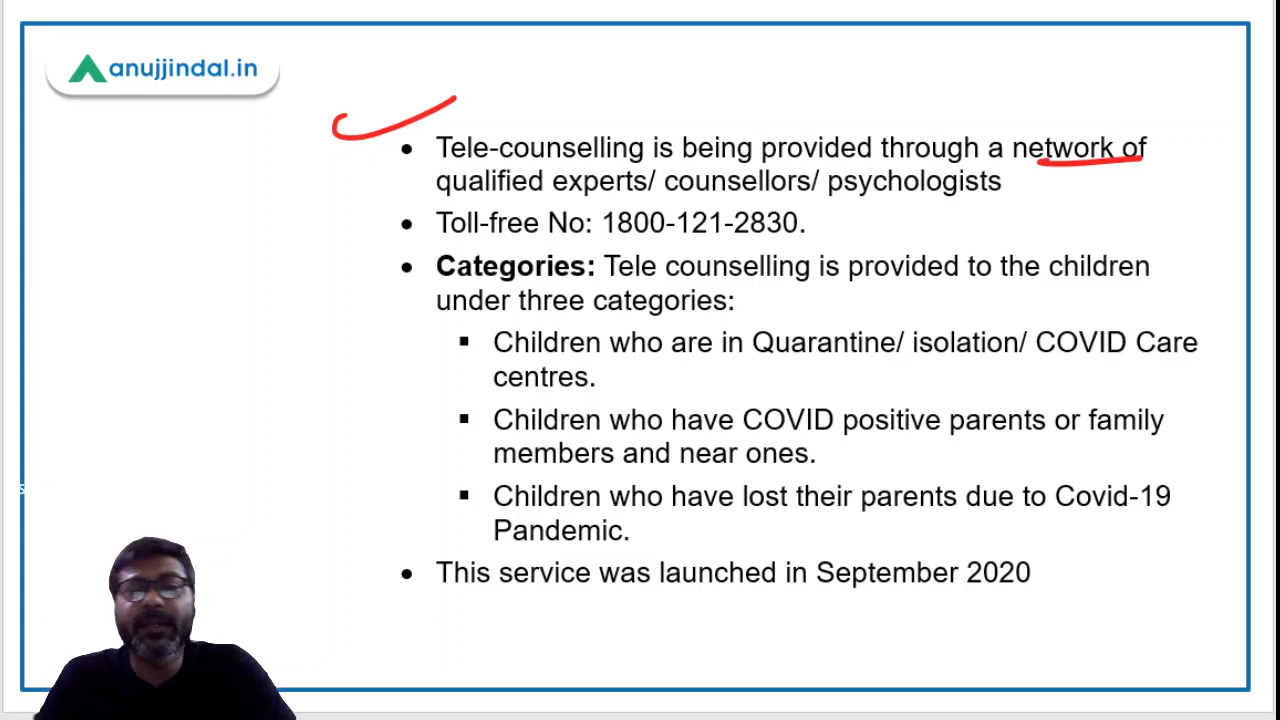 anujjindal.in
• Tele-counselling is being provided through a network of
qualified experts/ counsellors/ psychologists
• Toll-free No: 1800-121-2830.
• Categories: Tele counselling is provided to the children
under three categories:
▪ Children who are in Quarantine/ isolation/ COVID Care
centres.
▪ Children who have COVID positive parents or family
members and near ones.
▪ Children who have lost their parents due to Covid-19
Pandemic.
• This service was launched in September 2020